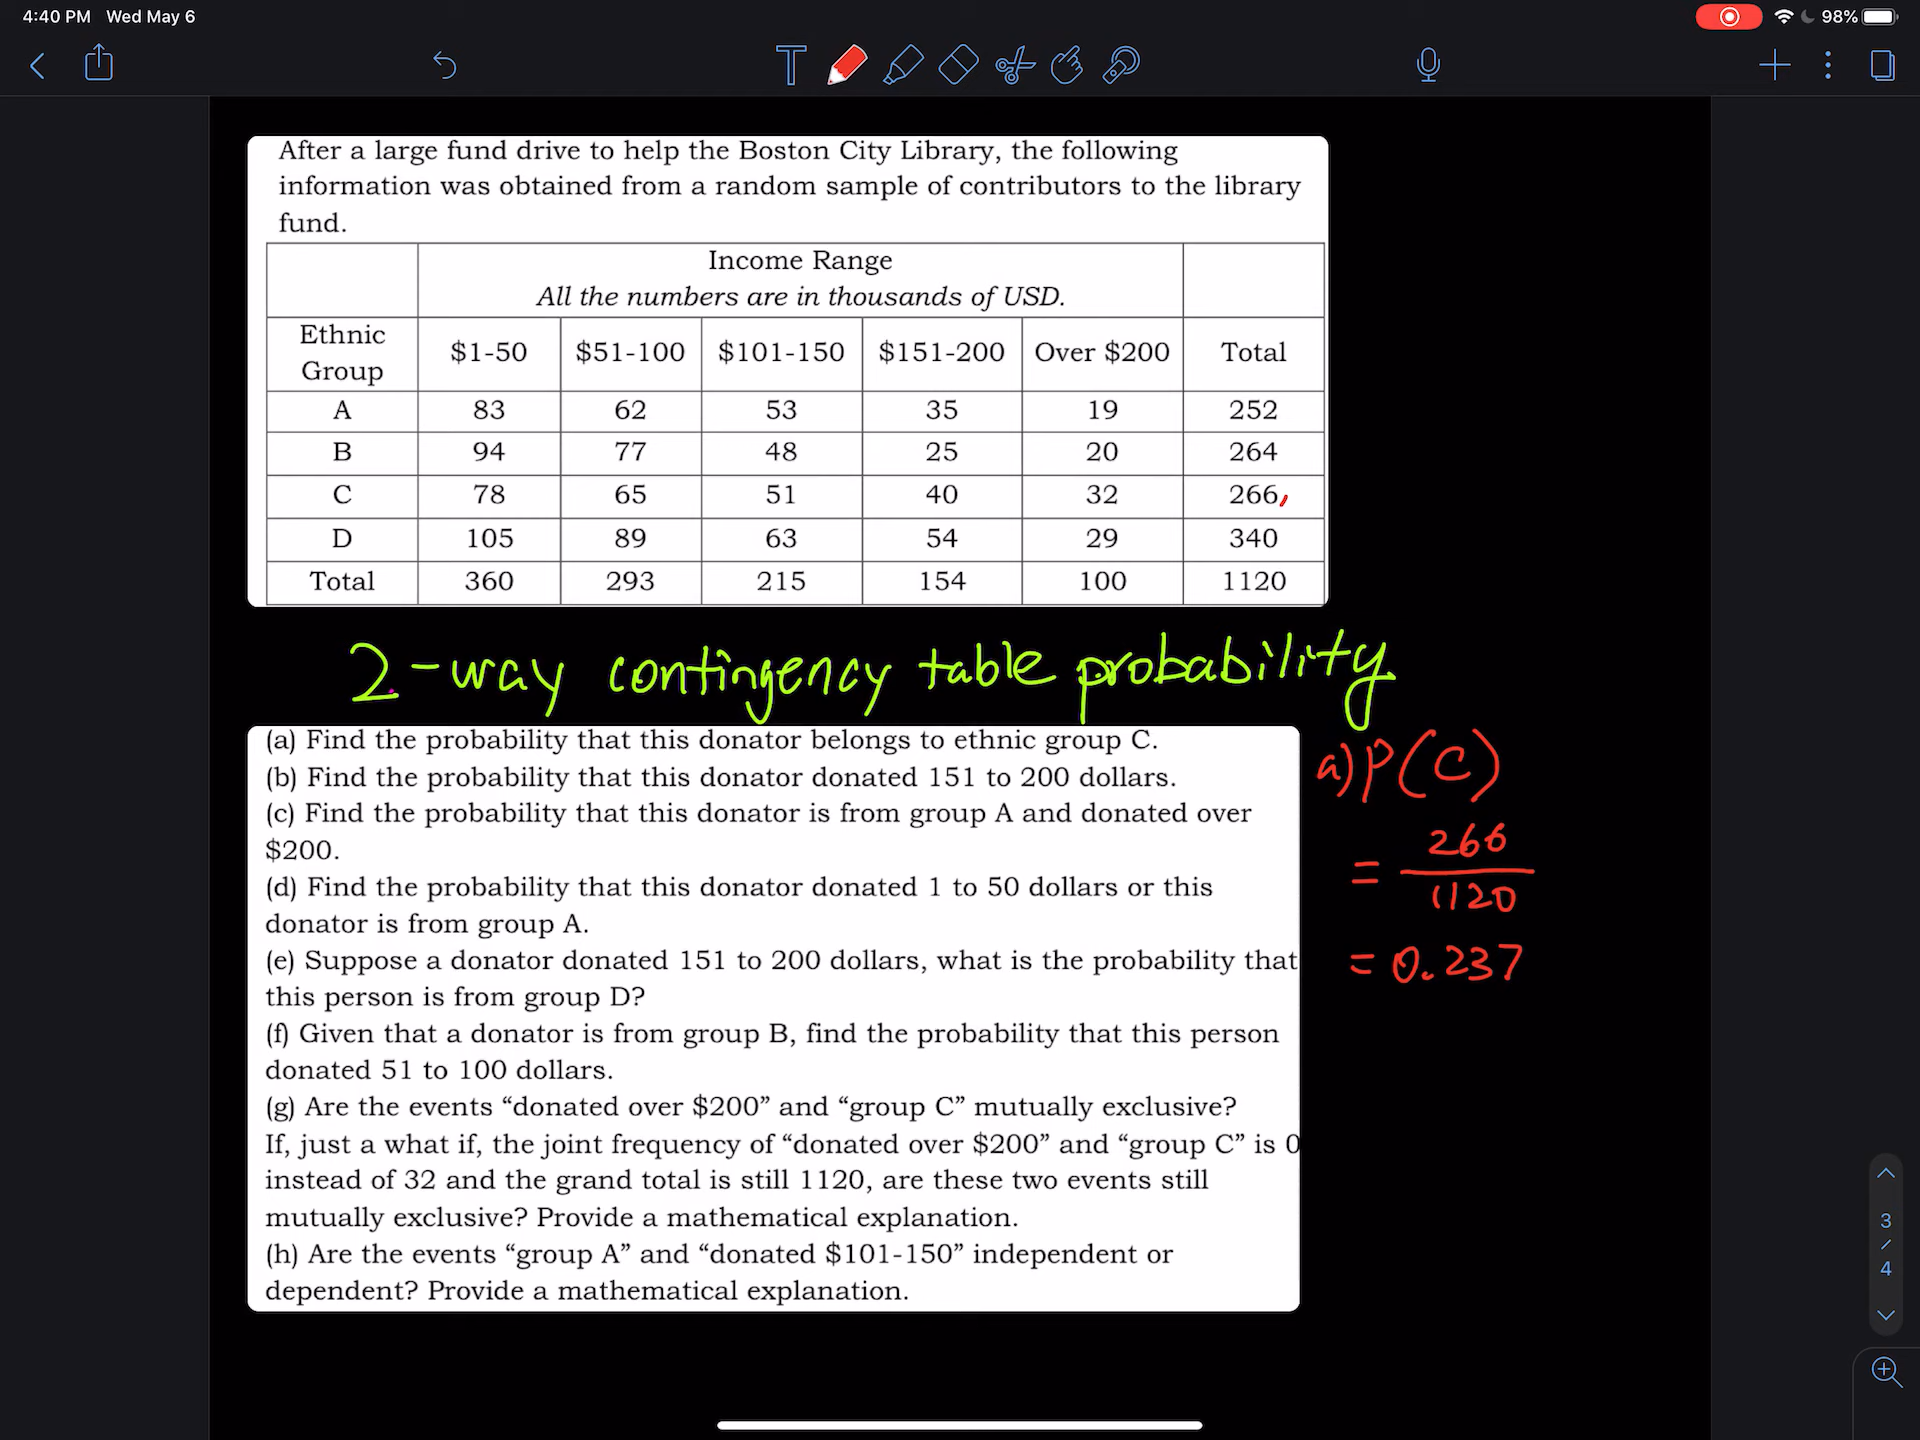 4:40 PM Wed May 6
98%
After a large fund drive to help the Boston City Library, the following
information was obtained from a random sample of contributors to the library
fund.
Income Range
All the numbers are in thousands of USD.
Ethnic Group $1-50 $51-100 $101-150 $151-200 Over $200 Total
A 83 62 53 35 19 252
B 94 77 48 25 20 264
C 78 65 51 40 32 266
D 105 89 63 54 29 340
Total 360 293 215 154 100 1120
2-way contingency table probability
(a) Find the probability that this donator belongs to ethnic group C.
(b) Find the probability that this donator donated 151 to 200 dollars.
(c) Find the probability that this donator is from group A and donated over
$200.
(d) Find the probability that this donator donated 1 to 50 dollars or this
donator is from group A.
(e) Suppose a donator donated 151 to 200 dollars, what is the probability that
this person is from group D?
(f) Given that a donator is from group B, find the probability that this person
donated 51 to 100 dollars.
(g) Are the events “donated over $200” and “group C” mutually exclusive?
If, just a what if, the joint frequency of “donated over $200” and “group C” is 0
instead of 32 and the grand total is still 1120, are these two events still
mutually exclusive? Provide a mathematical explanation.
(h) Are the events “group A” and “donated $101-150” independent or
dependent? Provide a mathematical explanation.
a) P(C)
= 266
1120
= 0.237
3
/
4